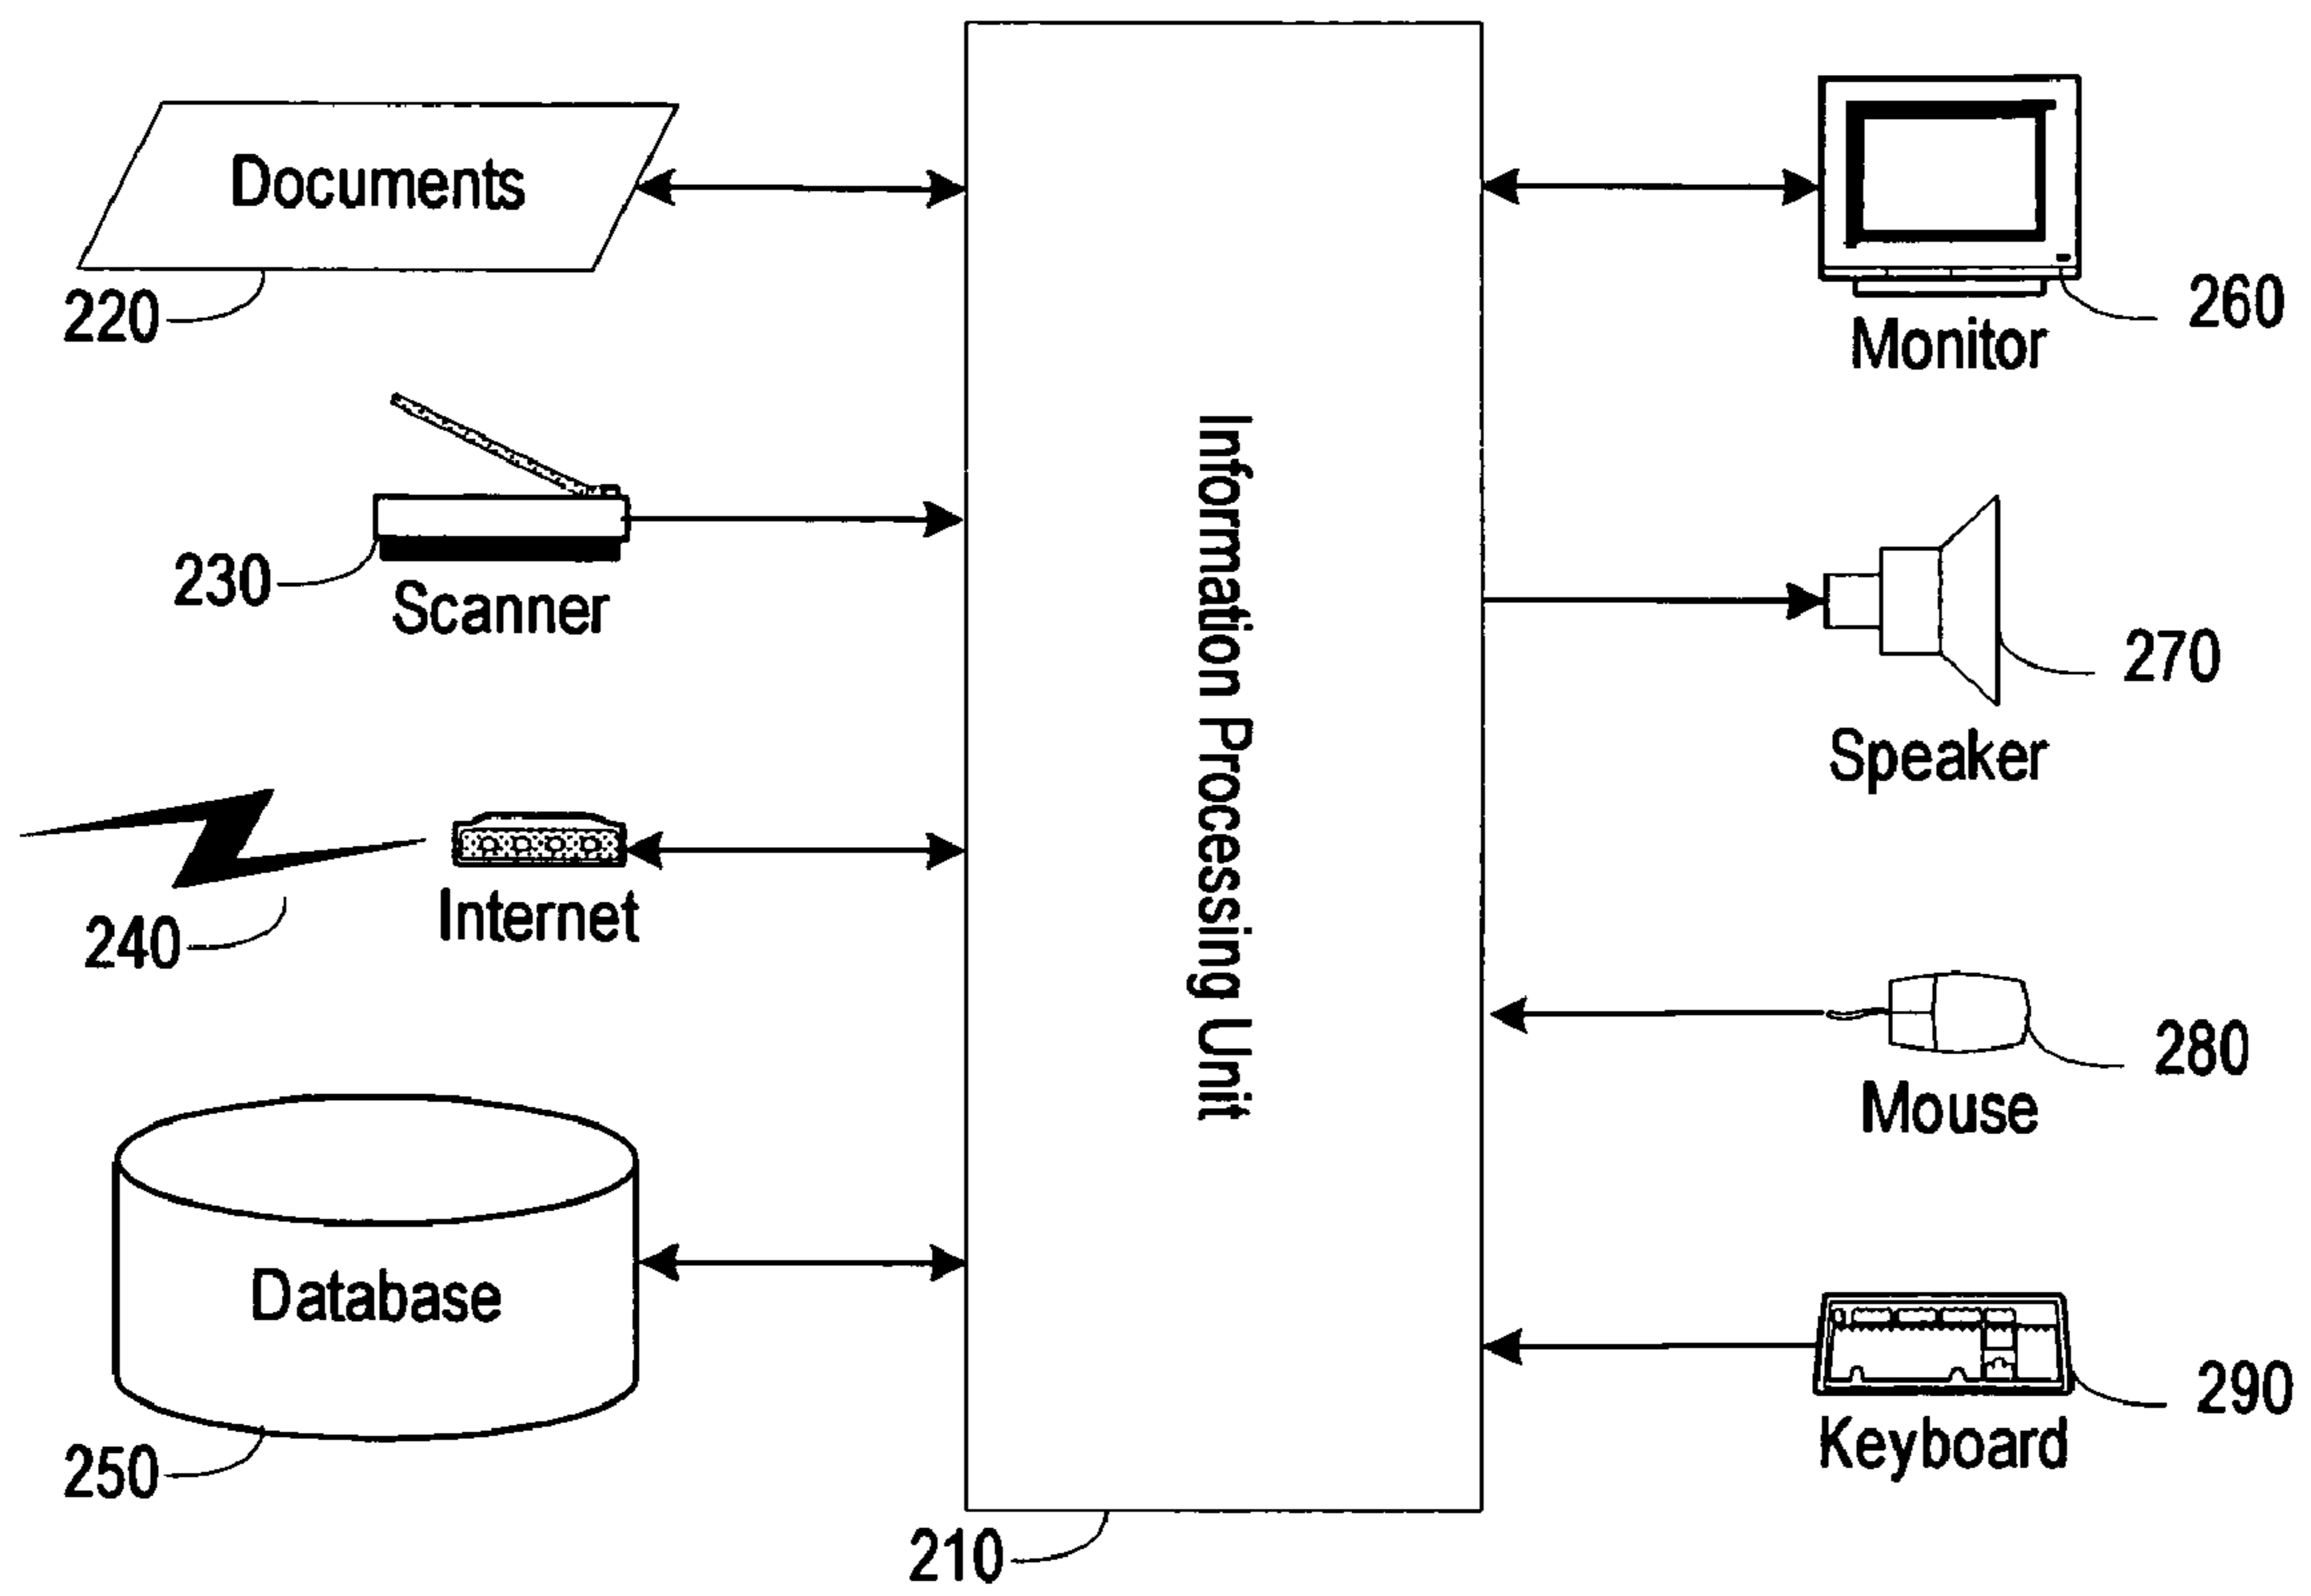 Documents
220
230
Scanner
240
Internet
Database
250
Information Processing Unit
210
260
Monitor
270
Speaker
280
Mouse
290
Keyboard